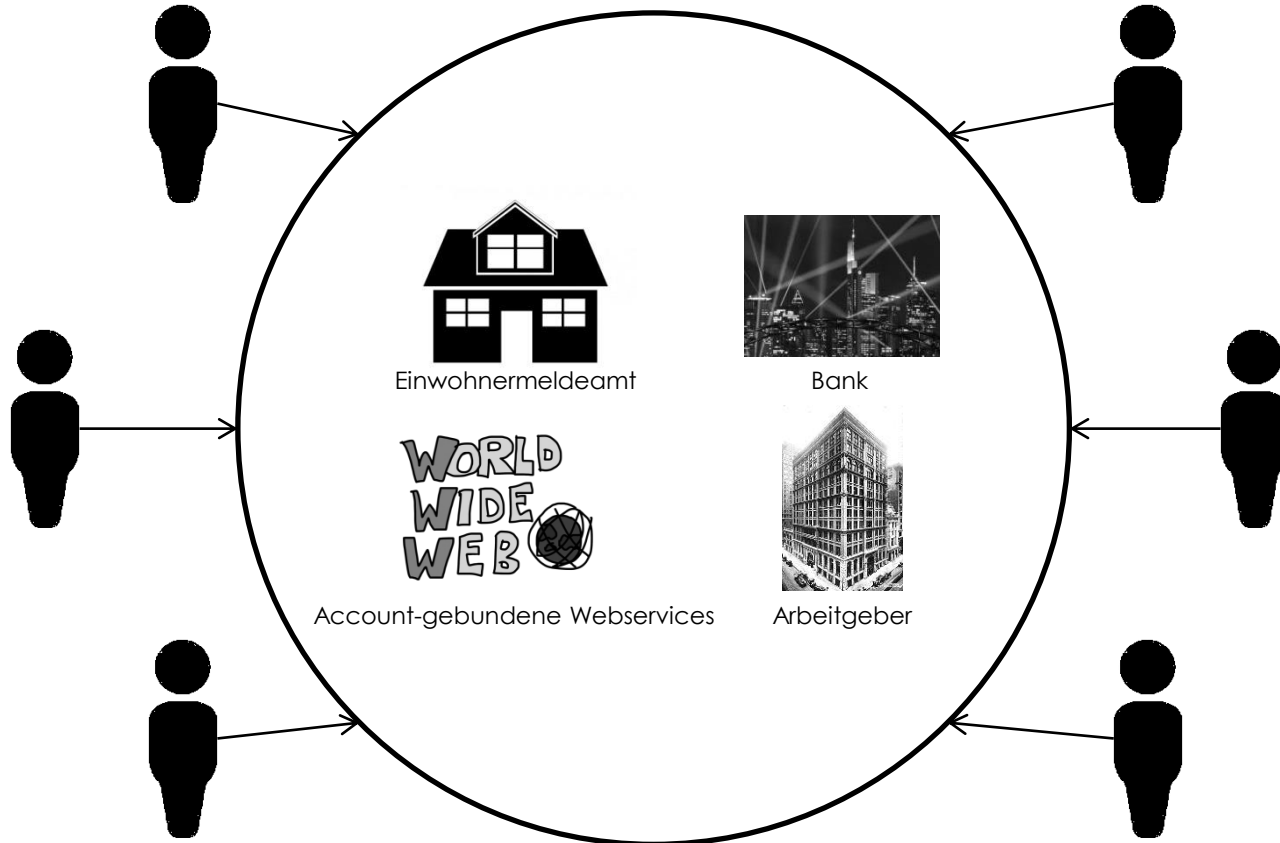 Einwohnermeldeamt
Bank
WORLD
WIDE
WEB
Account-gebundene Webservices
Arbeitgeber